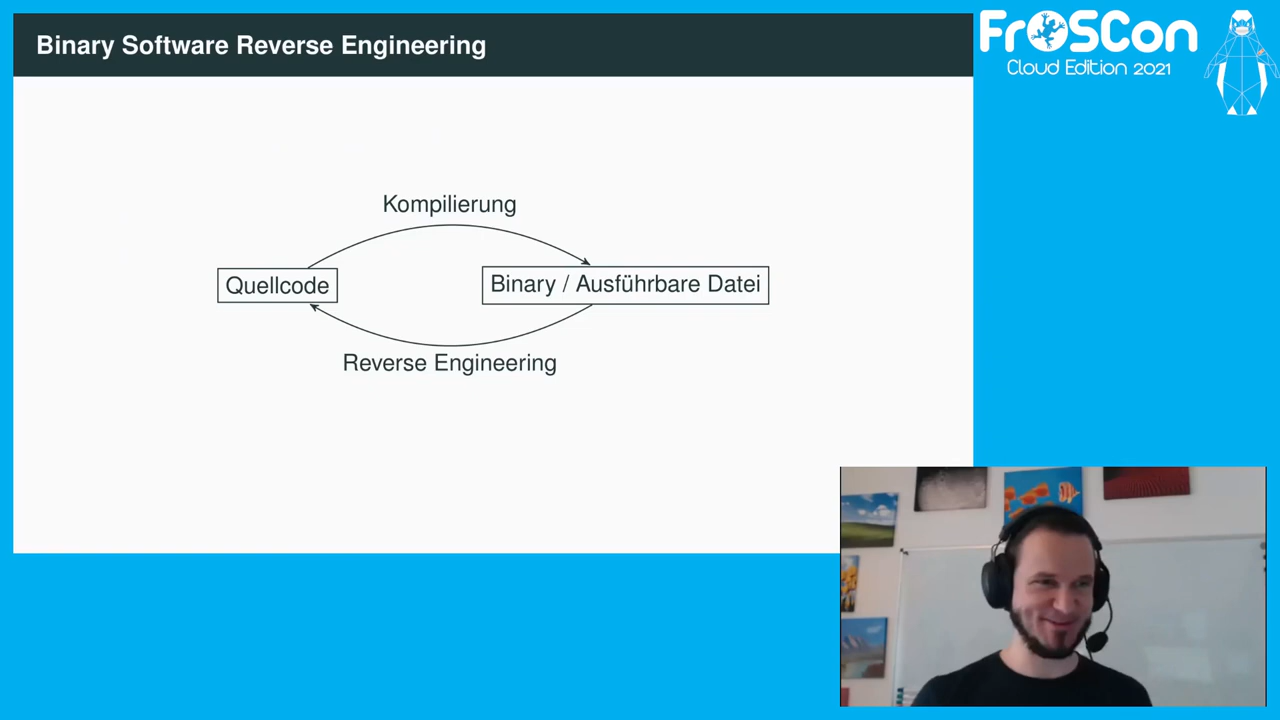 Binary Software Reverse Engineering
FrOSCon
Cloud Edition 2021
Kompilierung
Quellcode
Binary / Ausführbare Datei
Reverse Engineering